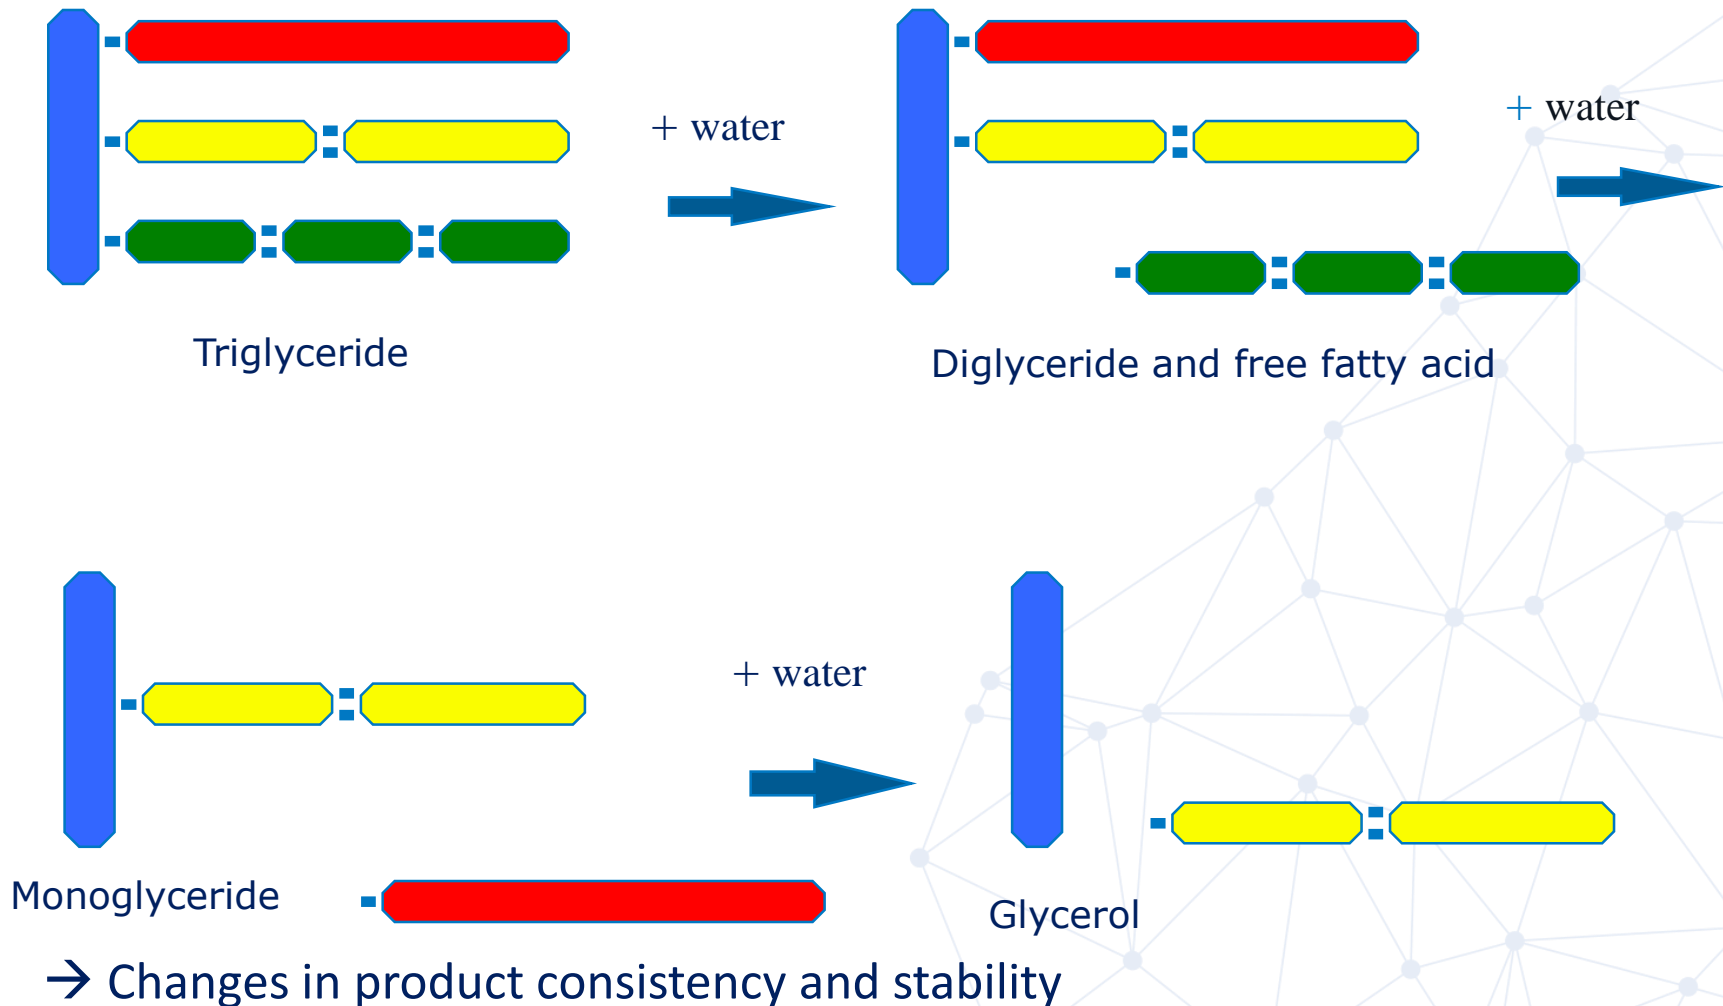 + water
+ water
Triglyceride
Diglyceride and free fatty acid
+ water
Monoglyceride
Glycerol
→ Changes in product consistency and stability